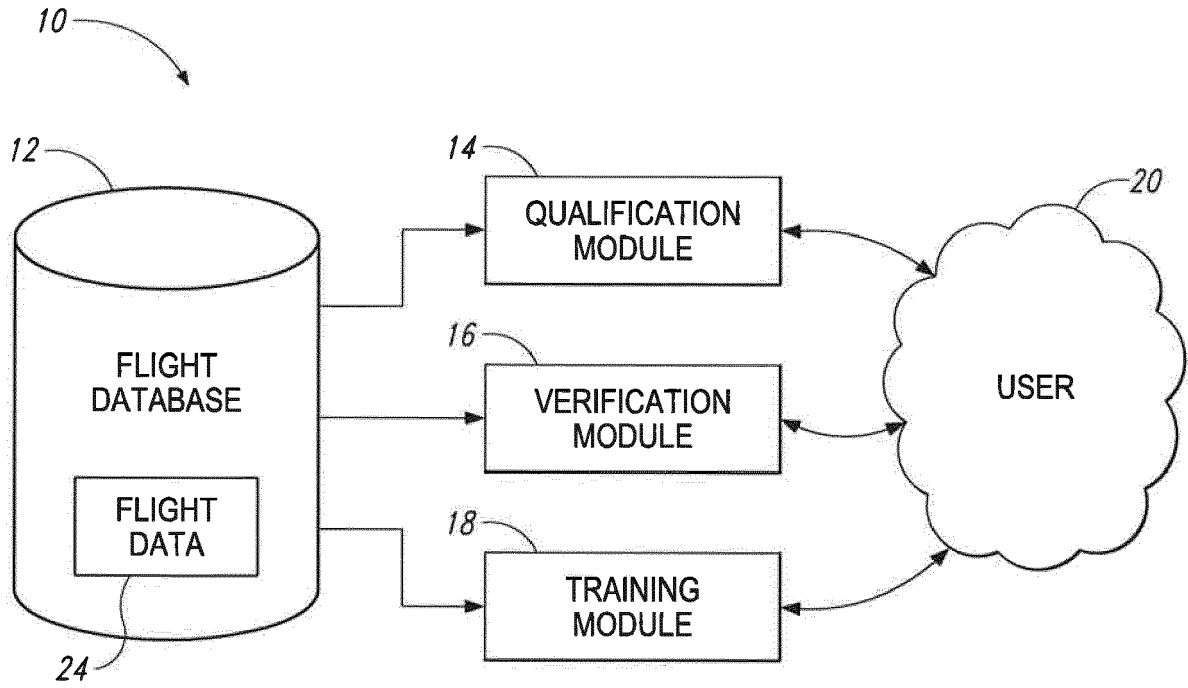 10
12
14
20
QUALIFICATION
MODULE
16
FLIGHT
DATABASE
VERIFICATION
MODULE
USER
18
FLIGHT
DATA
TRAINING
MODULE
24